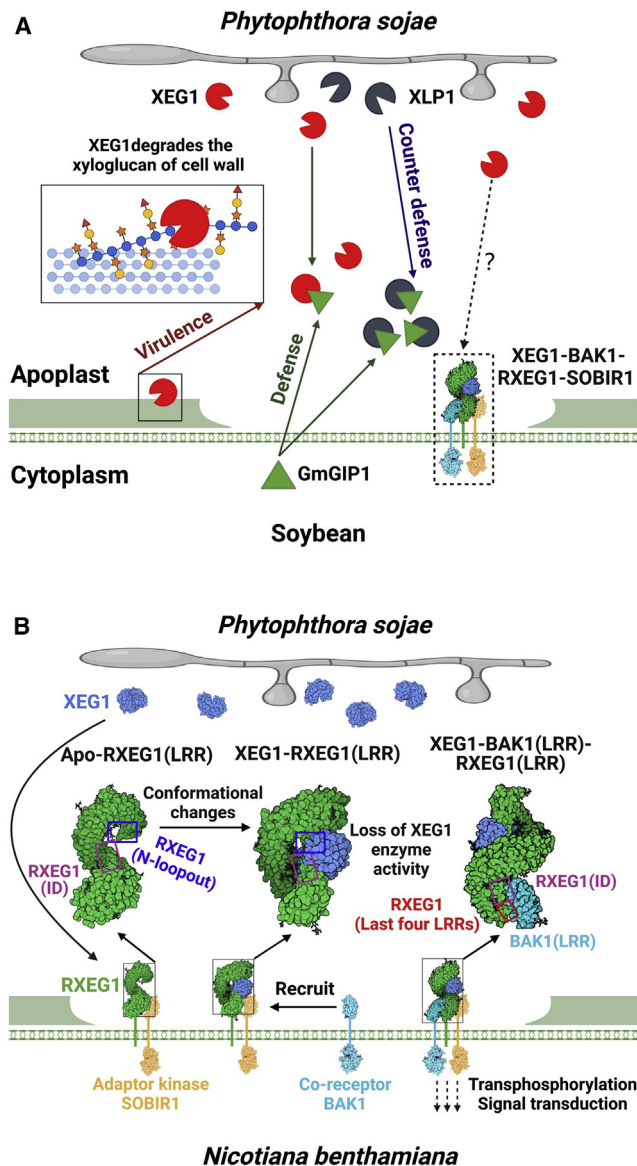 A
Phytophthora sojae
XEG1
XLP1
XEG1 degrades the
xyloglucan of cell wall
Counter defense
?
Virulence
Defense
XEG1-BAK1-
RXEG1-SOBIR1
Apoplast
Cytoplasm
GmGIP1
Soybean
B
Phytophthora sojae
XEG1
Apo-RXEG1(LRR)
XEG1-RXEG1(LRR)
XEG1-BAK1(LRR)-
RXEG1(LRR)
Conformational
changes
RXEG1
(N-loopout)
RXEG1
(ID)
Loss of XEG1
enzyme
activity
RXEG1(ID)
RXEG1
(Last four LRRs)
BAK1(LRR)
RXEG1
Recruit
Adaptor kinase
SOBIR1
Co-receptor
BAK1
Transphosphorylation
Signal transduction
Nicotiana benthamiana